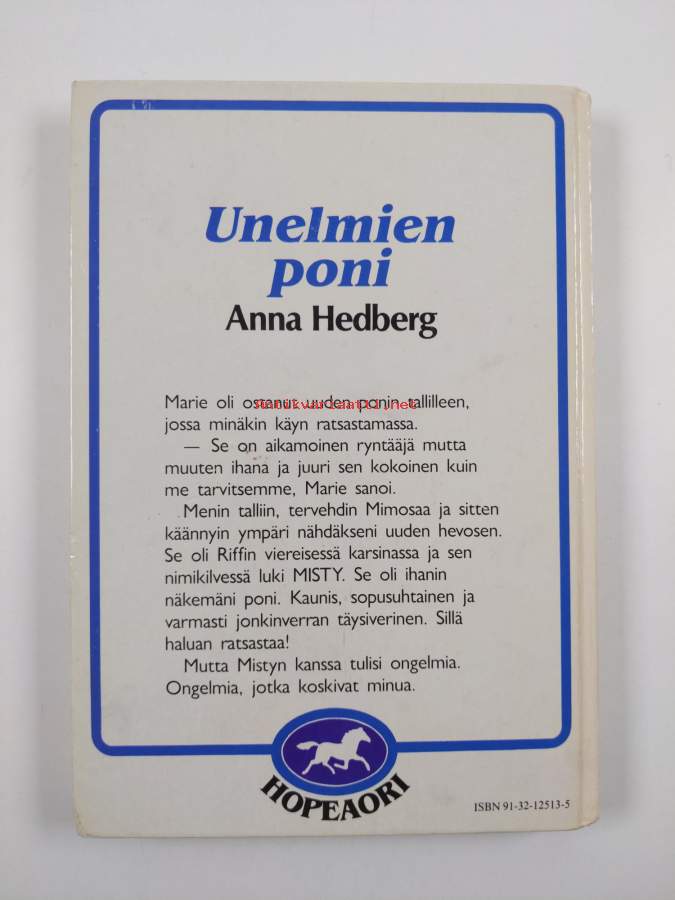 Unelmien
poni
Anna Hedberg
Marie oli ostanut uuden ponin tallilleen,
Antikvariaatti.net
jossa minäkin käyn ratsastamassa.
— Se on aikamoinen ryntääjä mutta
muuten ihana ja juuri sen kokoinen kuin
me tarvitsemme, Marie sanoi.
Menin talliin, tervehdin Mimosaa ja sitten
käännyin ympäri nähdäkseni uuden hevosen.
Se oli Riffin viereisessä karsinassa ja sen
nimikilvessä luki MISTY. Se oli ihanin
näkemäni poni. Kaunis, sopusuhtainen ja
varmasti jonkinverran täysiverinen. Sillä
haluan ratsastaa!
Mutta Mistyn kanssa tulisi ongelmia.
Ongelmia, jotka koskivat minua.
HOPEAORI
ISBN 91-32-12513-5